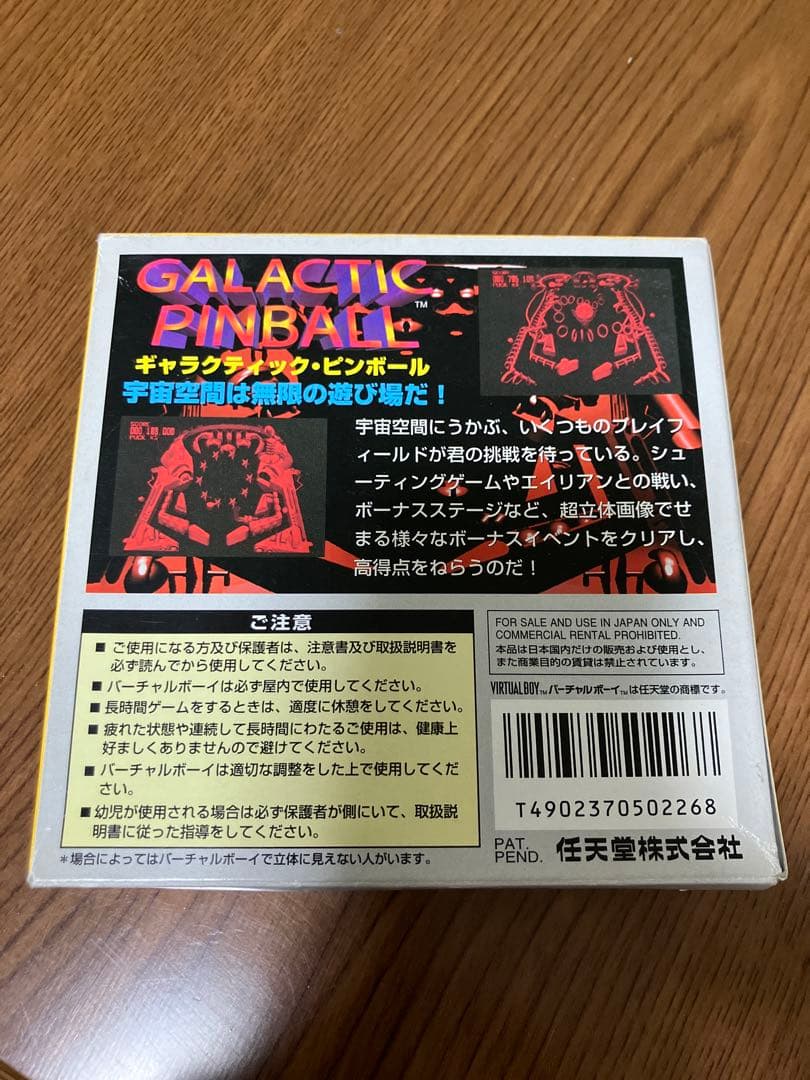 GALACTIC
PINBALL™
ギャラクティック・ピンボール
宇宙空間は無限の遊び場だ!
宇宙空間にうかぶ、いくつものプレイフ
ィールドが君の挑戦を待っている。シュ
ーティングゲームやエイリアンとの戦い、
ボーナスステージなど、超立体画像でせ
まる様々なボーナスイベントをクリアし、
高得点をねらうのだ!
SCORE
SCORE
000 103 000
PUCK
ご注意
■ ご使用になる方及び保護者は、注意書及び取扱説明書を
必ず読んでから使用してください。
■ バーチャルボーイは必ず屋内で使用してください。
■ 長時間ゲームをするときは、適度に休憩をしてください。
■ 疲れた状態や連続して長時間にわたるご使用は、健康上
好ましくありませんので避けてください。
■ バーチャルボーイは適切な調整をした上で使用してくだ
さい。
■ 幼児が使用される場合は必ず保護者が側にいて、取扱説
明書に従った指導をしてください。
*場合によってはバーチャルボーイで立体に見えない人がいます。
FOR SALE AND USE IN JAPAN ONLY AND
COMMERCIAL RENTAL PROHIBITED.
本品は日本国内だけの販売および使用とし、
また商業目的の賃貸は禁止されています。
VIRTUAL BOY™ バーチャルボーイ™は任天堂の商標です。
T4902370502268
PAT.
PEND. 任天堂株式会社